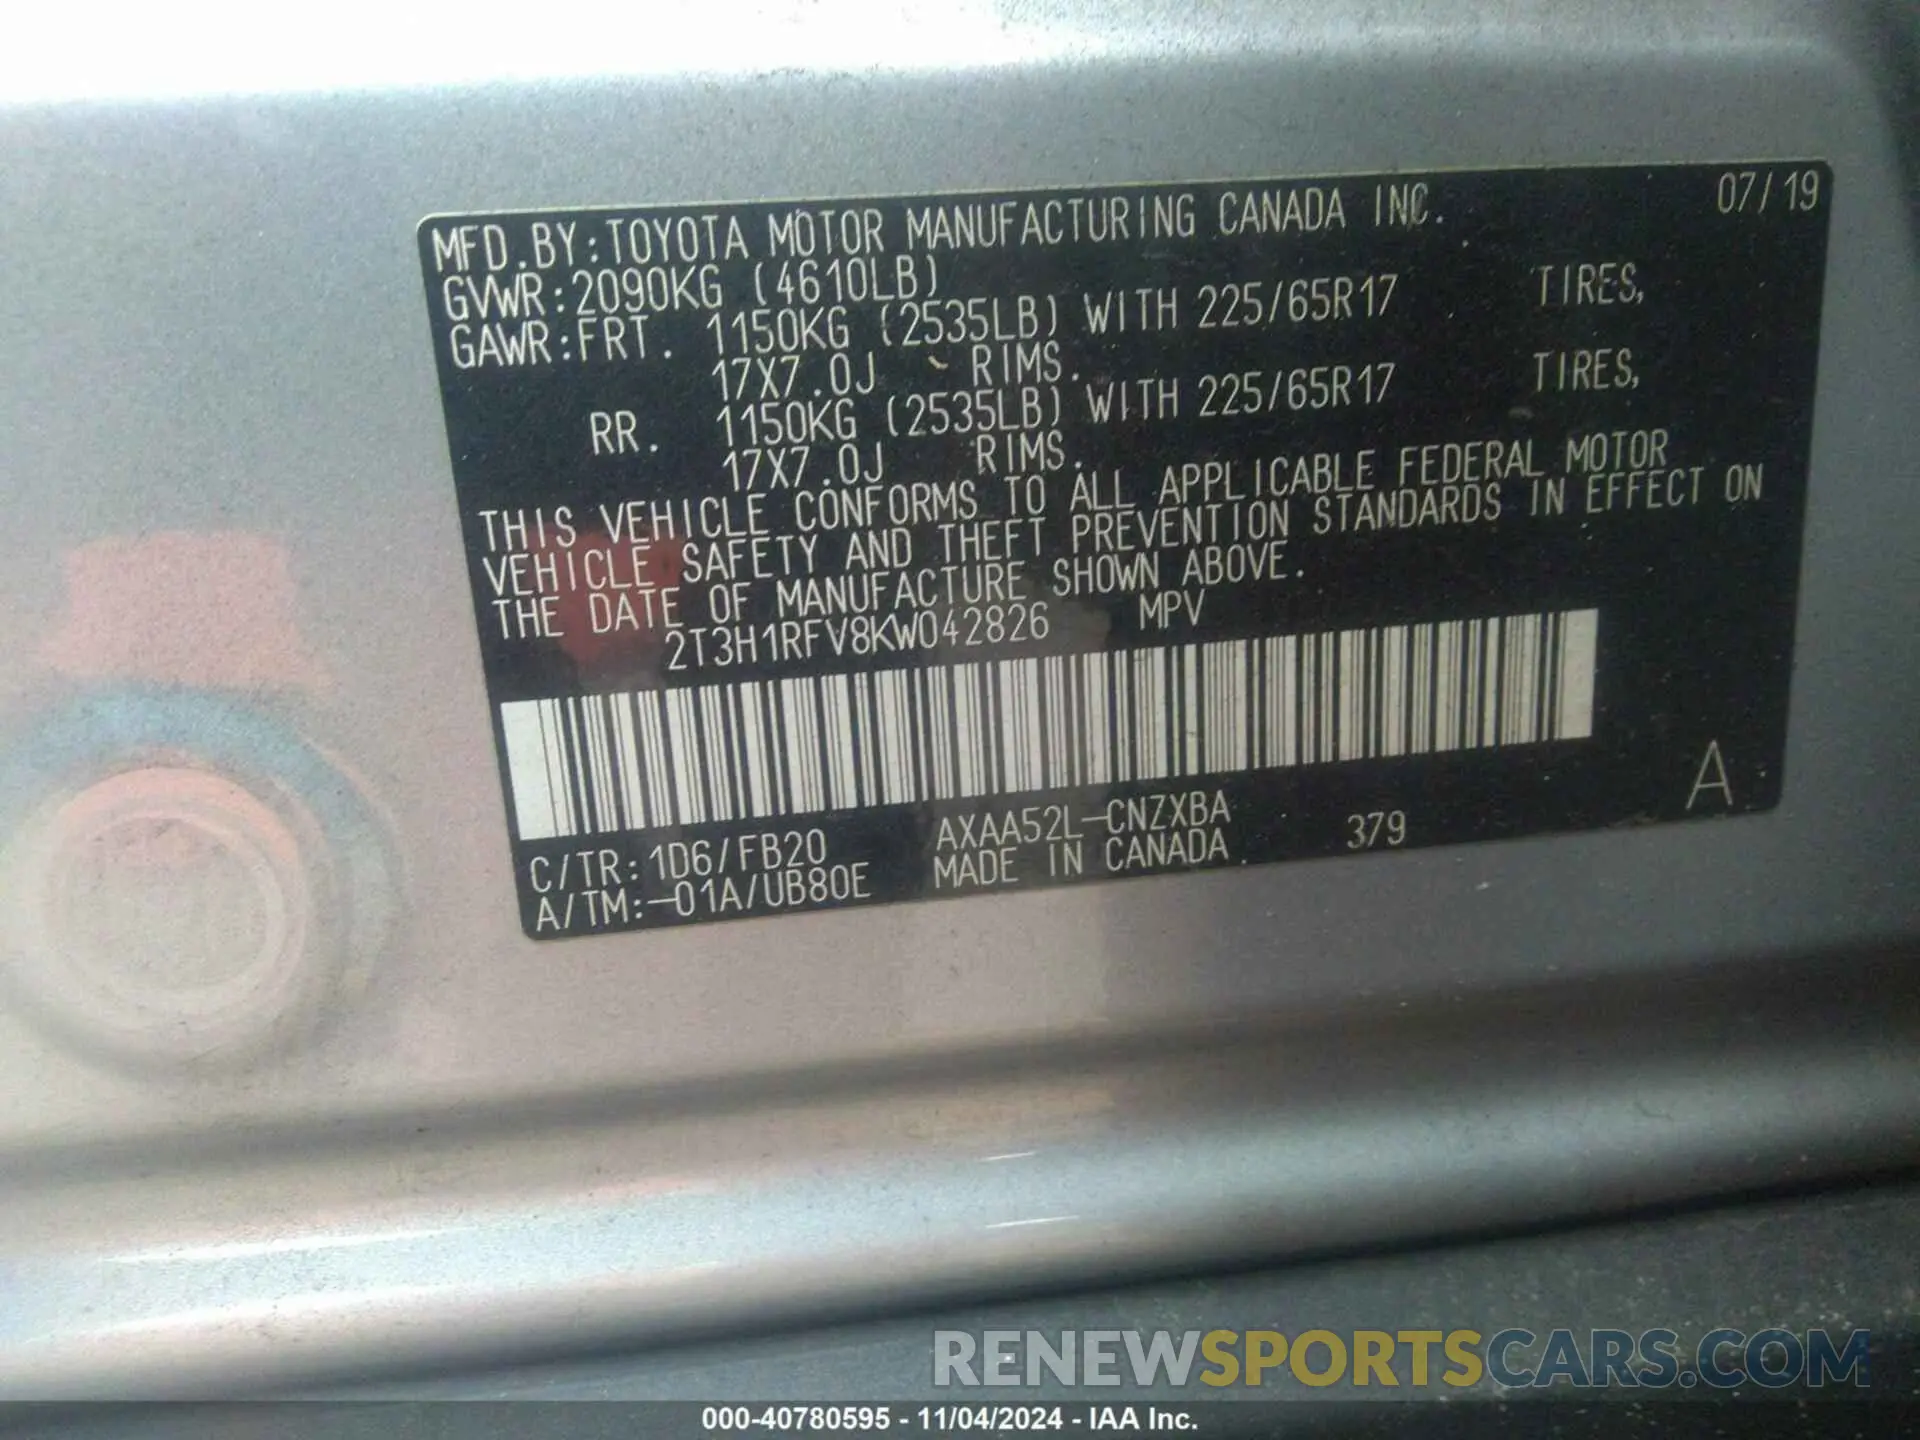 07/19
MFD.BY:TOYOTA MOTOR MANUFACTURING CANADA INC.
GVWR:2090KG (4610LB)
GAWR:FRT. 1150KG (2535LB) WITH 225/65R17 TIRES,
17X7.0J RIMS.
RR. 1150KG (2535LB) WITH 225/65R17 TIRES,
17X7.0J RIMS.
THIS VEHICLE CONFORMS TO ALL APPLICABLE FEDERAL MOTOR
VEHICLE SAFETY AND THEFT PREVENTION STANDARDS IN EFFECT ON
THE DATE OF MANUFACTURE SHOWN ABOVE.
2T3H1RFV8KW042826 MPV
A
C/TR:1D6/FB20 AXAA52L-CNZXBA 379
A/TM:-01A/UB80E MADE IN CANADA
RENEWSPORTSCARS.COM
000-40780595 - 11/04/2024 - IAA Inc.